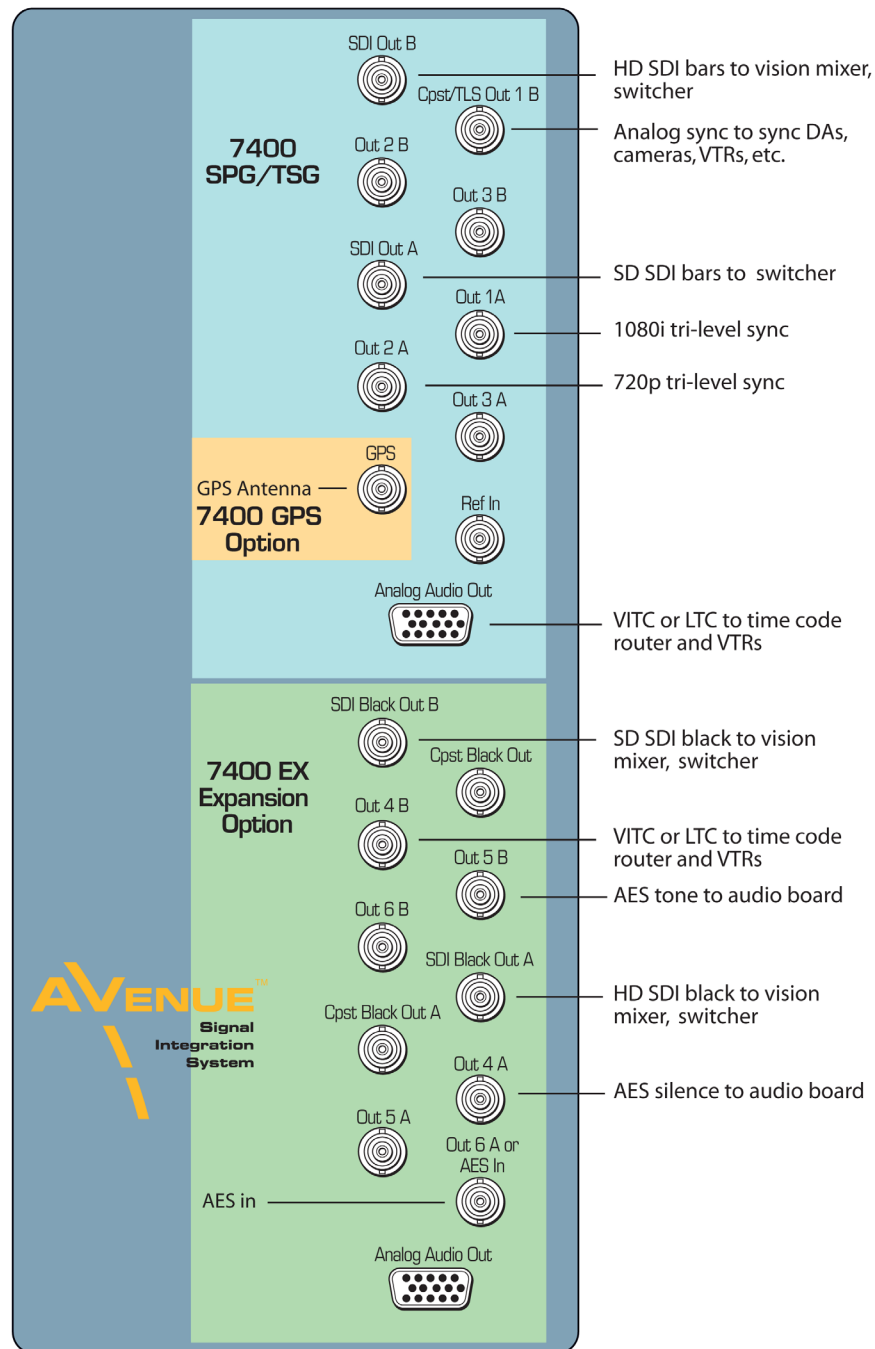 SDI Out B
HD SDI bars to vision mixer,
switcher
Cpst/TLS Out 1 B
Analog sync to sync DAs,
cameras, VTRs, etc.
7400
SPG/TSG
Out 2 B
Out 3 B
SDI Out A
SD SDI bars to switcher
Out 1A
1080i tri-level sync
Out 2 A
720p tri-level sync
Out 3 A
GPS
GPS Antenna
7400 GPS
Option
Ref In
Analog Audio Out
VITC or LTC to time code
router and VTRs
SDI Black Out B
SD SDI black to vision
mixer, switcher
Cpst Black Out
7400 EX
Expansion
Option
Out 4 B
VITC or LTC to time code
router and VTRs
Out 5 B
AES tone to audio board
Out 6 B
SDI Black Out A
HD SDI black to vision
mixer, switcher
AVENUE™
Signal
Integration
System
Cpst Black Out A
Out 4 A
AES silence to audio board
Out 5 A
Out 6 A or
AES In
AES in
Analog Audio Out